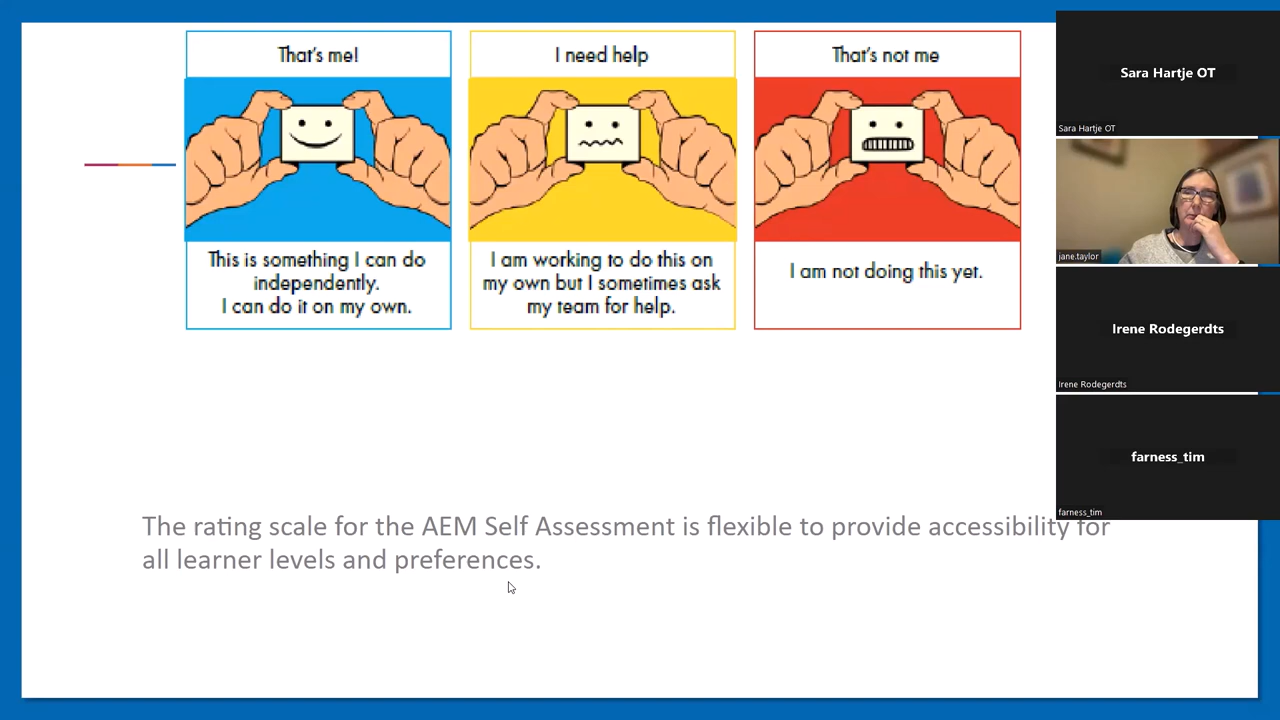 That's me!
I need help
That's not me
This is something I can do
independently.
I can do it on my own.
I am working to do this on
my own but I sometimes ask
my team for help.
I am not doing this yet.
The rating scale for the AEM Self Assessment is flexible to provide accessibility for
all learner levels and preferences.
Sara Hartje OT
Sara Hartje OT
jane.taylor
Irene Rodegerdts
Irene Rodegerdts
farness_tim
farness_tim